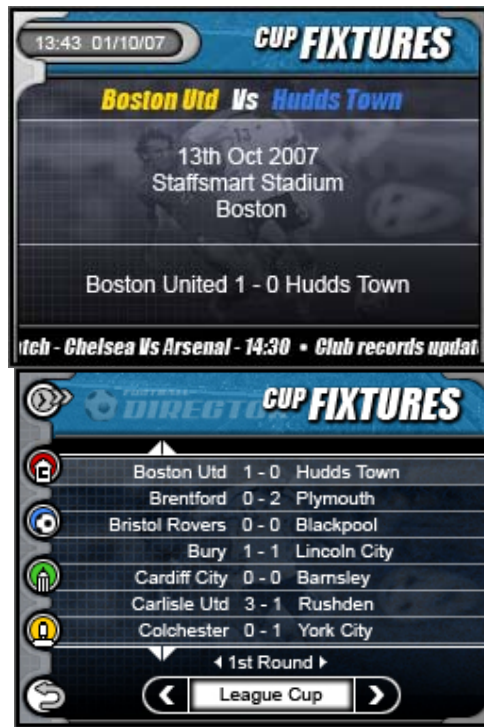 13:43 01/10/07
CUP FIXTURES
Boston Utd Vs Hudds Town
13th Oct 2007
Staffsmart Stadium
Boston
Boston United 1 - 0 Hudds Town
tch - Chelsea Vs Arsenal - 14:30 • Club records updat
FOOTBALL
DIRECTO
CUP FIXTURES
Boston Utd 1 - 0 Hudds Town
Brentford 0 - 2 Plymouth
Bristol Rovers 0 - 0 Blackpool
Bury 1 - 1 Lincoln City
Cardiff City 0 - 0 Barnsley
Carlisle Utd 3 - 1 Rushden
Colchester 0 - 1 York City
1st Round
League Cup